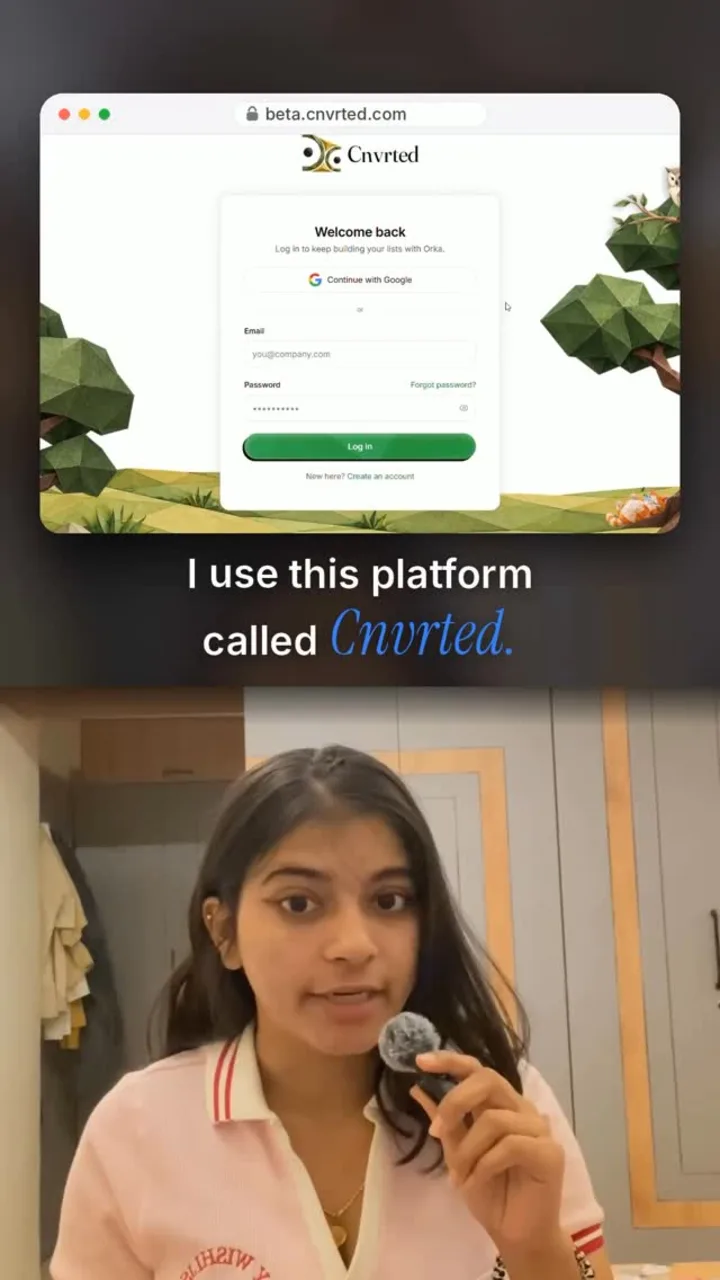 beta.cnvrted.com
Cnvrted
Welcome back
Log in to keep building your lists with Orka.
Continue with Google
or
Email
you@company.com
Password
Forgot password?
Log in
New here? Create an account
I use this platform
called Cnvrted.